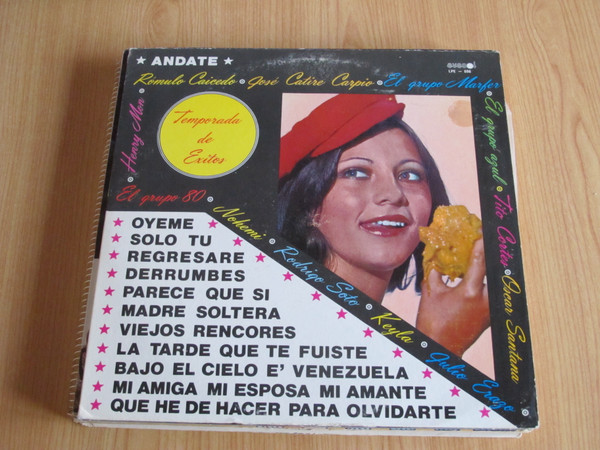 ★ ANDATE ★
Rómulo Caicedo • José Catire Carpio • El grupo Marfer
El grupo azul • Trío Cortes • Oscar Santana
Henry Mon
Temporada
de
Exitos
El grupo 80 • Nohemi • Rodrigo Soto • Keyla • Julio Erazo
★ OYEME
★ SOLO TU
★ REGRESARE
★ DERRUMBES
★ PARECE QUE SI
★ MADRE SOLTERA
★ VIEJOS RENCORES
★ LA TARDE QUE TE FUISTE
★ BAJO EL CIELO E' VENEZUELA
★ MI AMIGA MI ESPOSA MI AMANTE
★ QUE HE DE HACER PARA OLVIDARTE